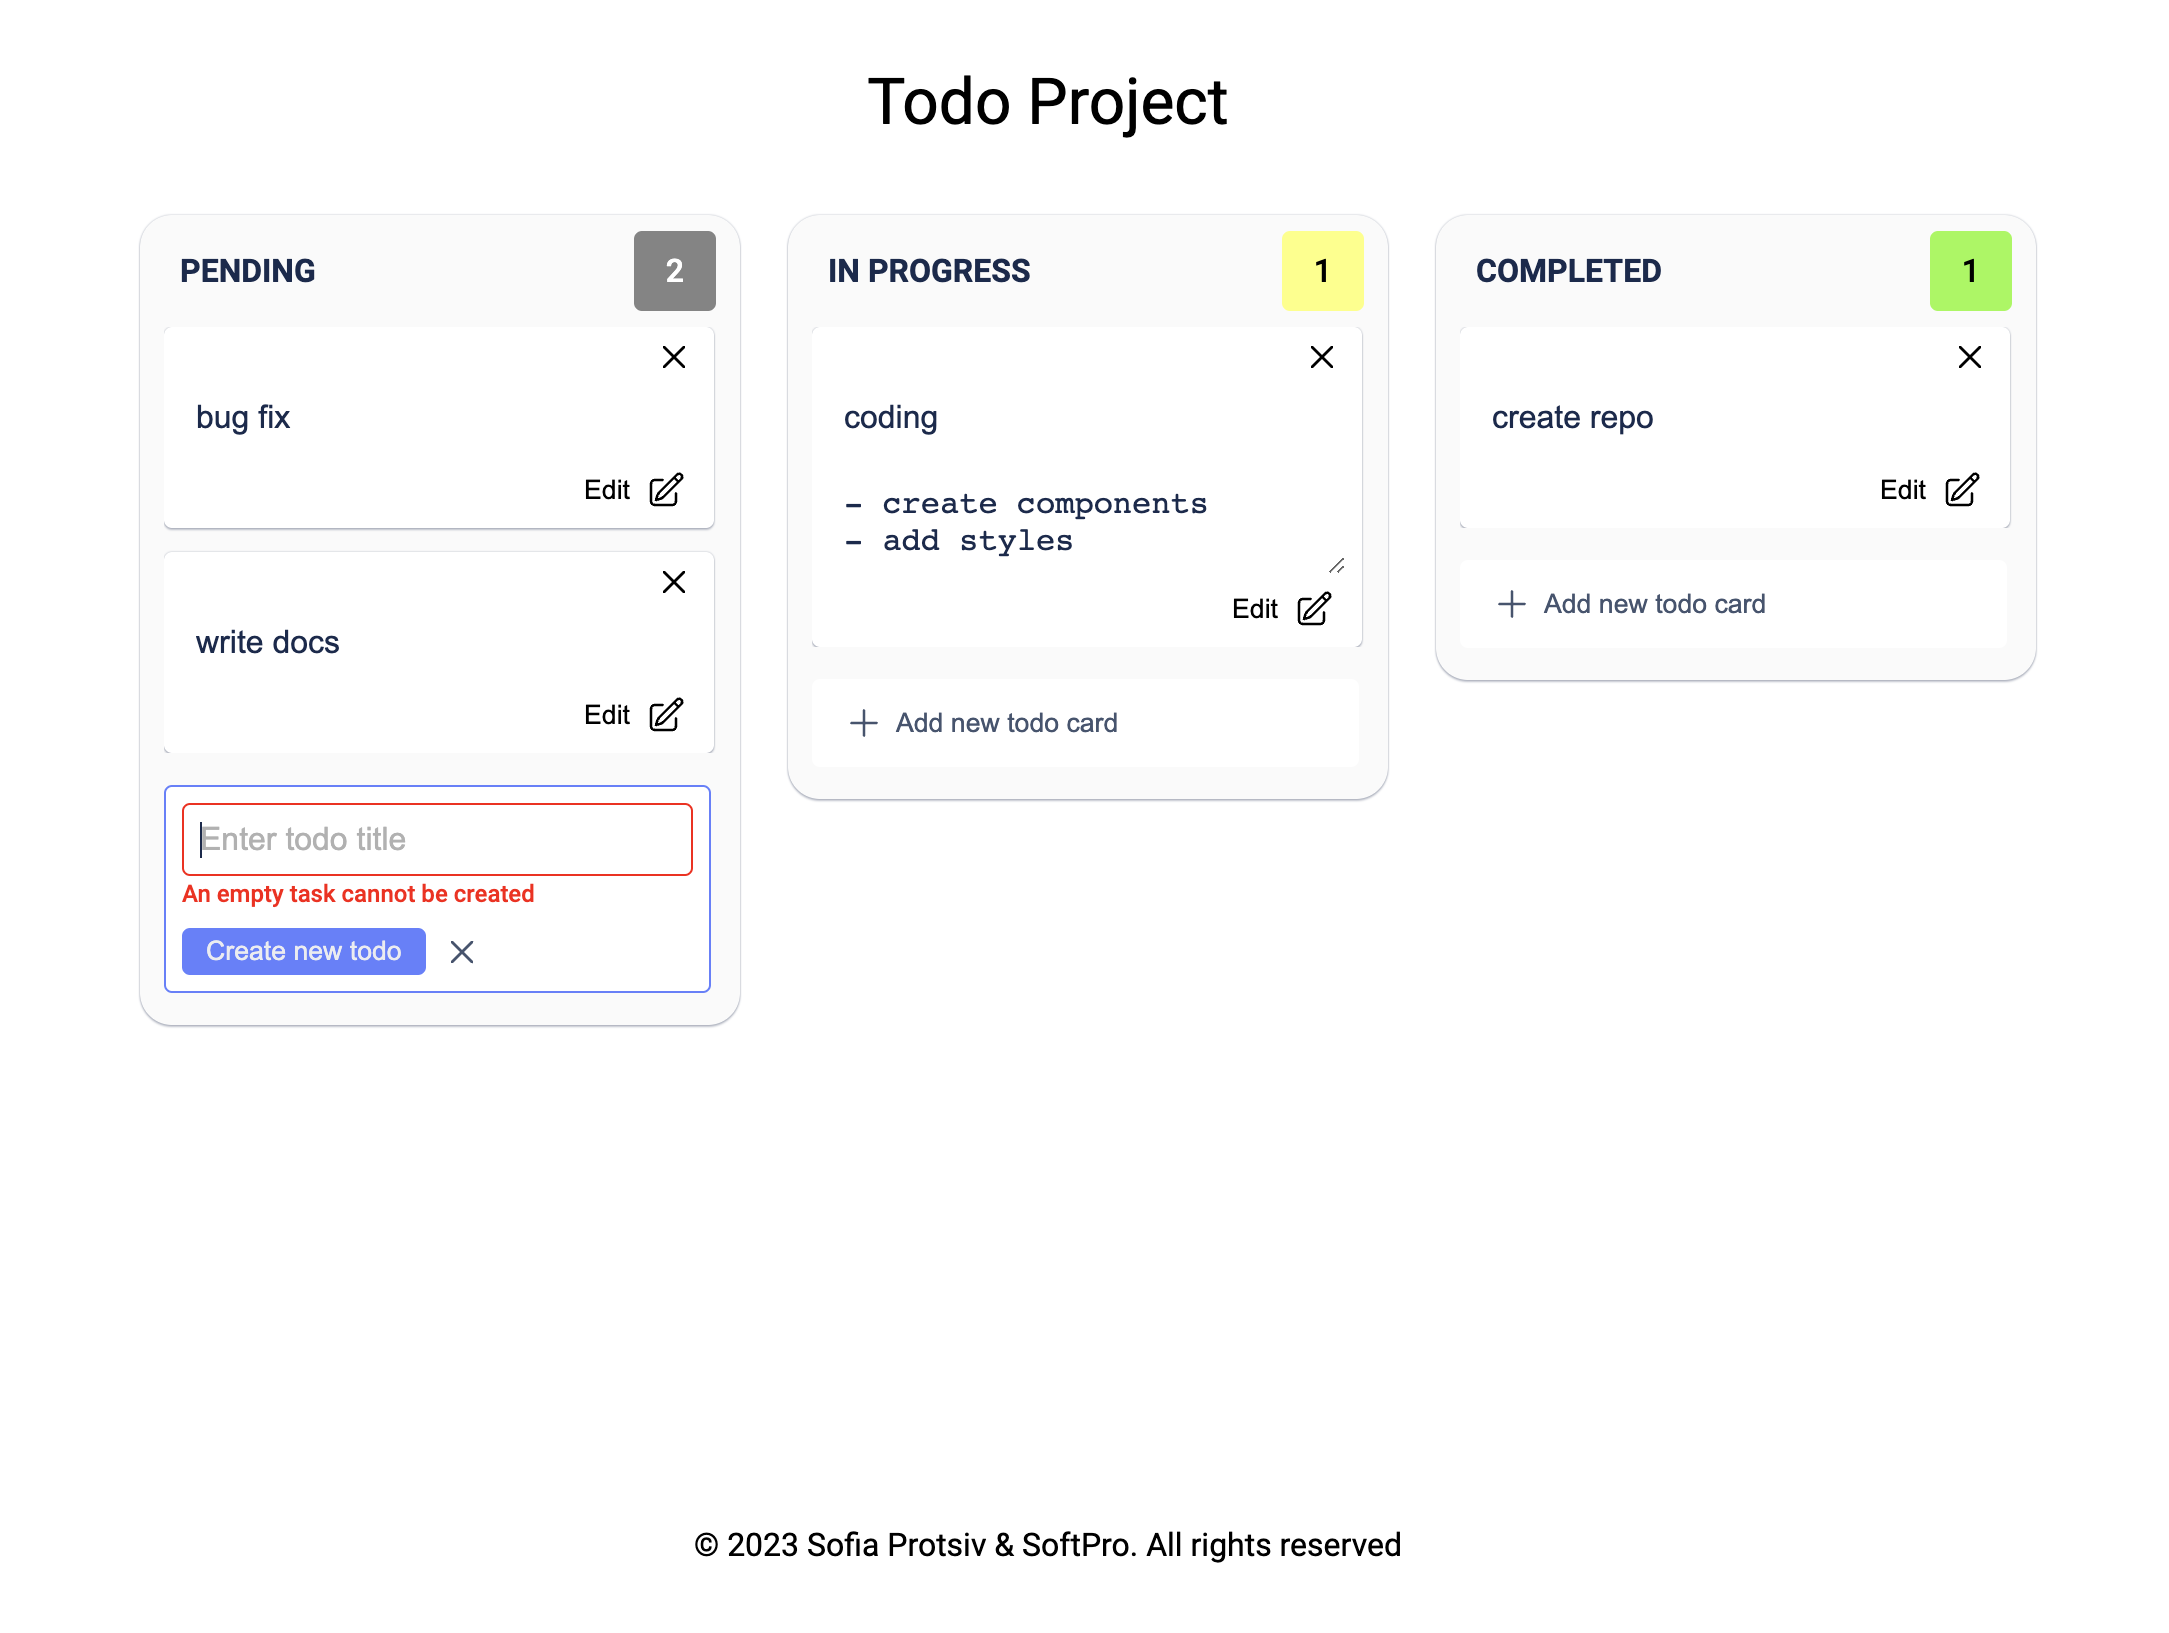 Todo Project
PENDING
2
bug fix
Edit
write docs
Edit
Enter todo title
An empty task cannot be created
Create new todo
IN PROGRESS
1
coding
- create components
- add styles
Edit
Add new todo card
COMPLETED
1
create repo
Edit
Add new todo card
© 2023 Sofia Protsiv & SoftPro. All rights reserved